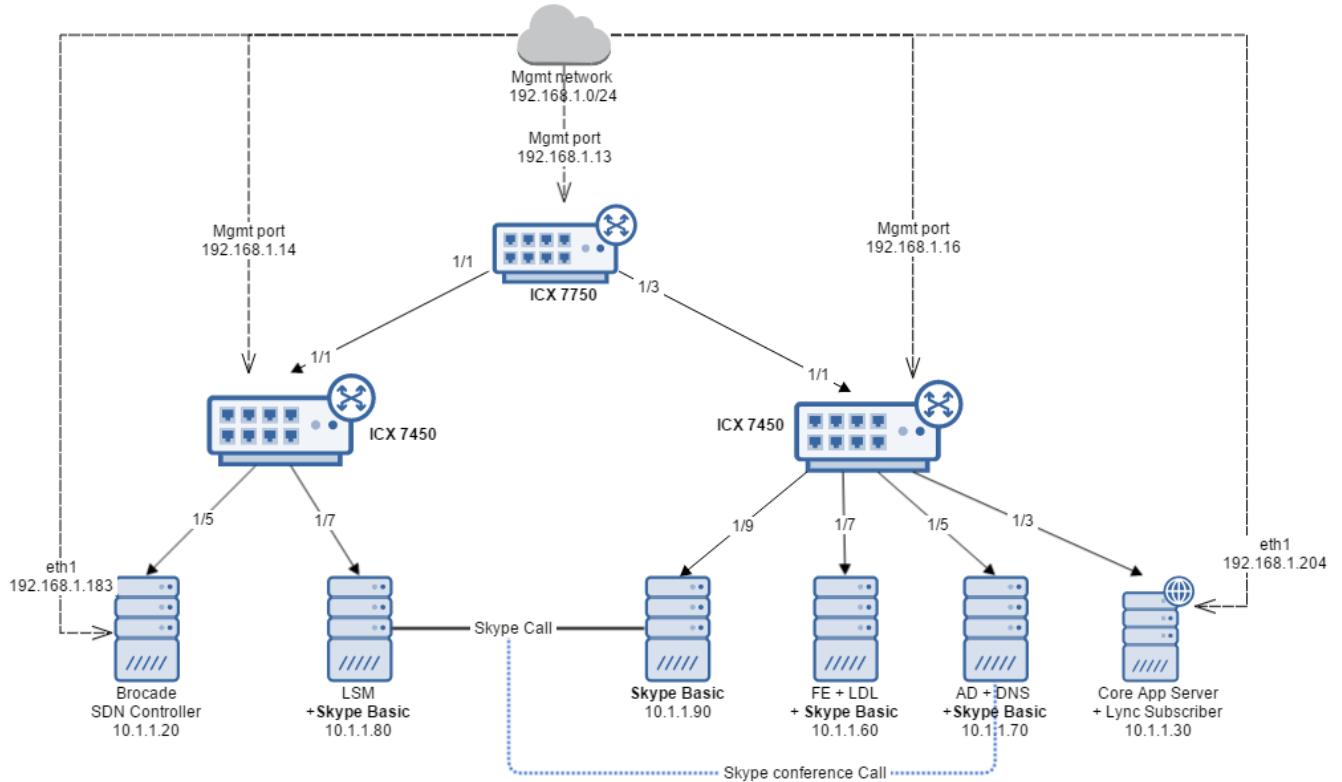 Mgmt network
192.168.1.0/24
Mgmt port
192.168.1.13
Mgmt port
192.168.1.14
Mgmt port
192.168.1.16
1/1
1/3
ICX 7750
1/1
1/1
ICX 7450
ICX 7450
1/5
1/7
1/9
1/7
1/5
1/3
eth1
192.168.1.183
eth1
192.168.1.204
Skype Call
Brocade
SDN Controller
10.1.1.20
LSM
+Skype Basic
10.1.1.80
Skype Basic
10.1.1.90
FE + LDL
+ Skype Basic
10.1.1.60
AD + DNS
+Skype Basic
10.1.1.70
Core App Server
+ Lync Subscriber
10.1.1.30
Skype conference Call